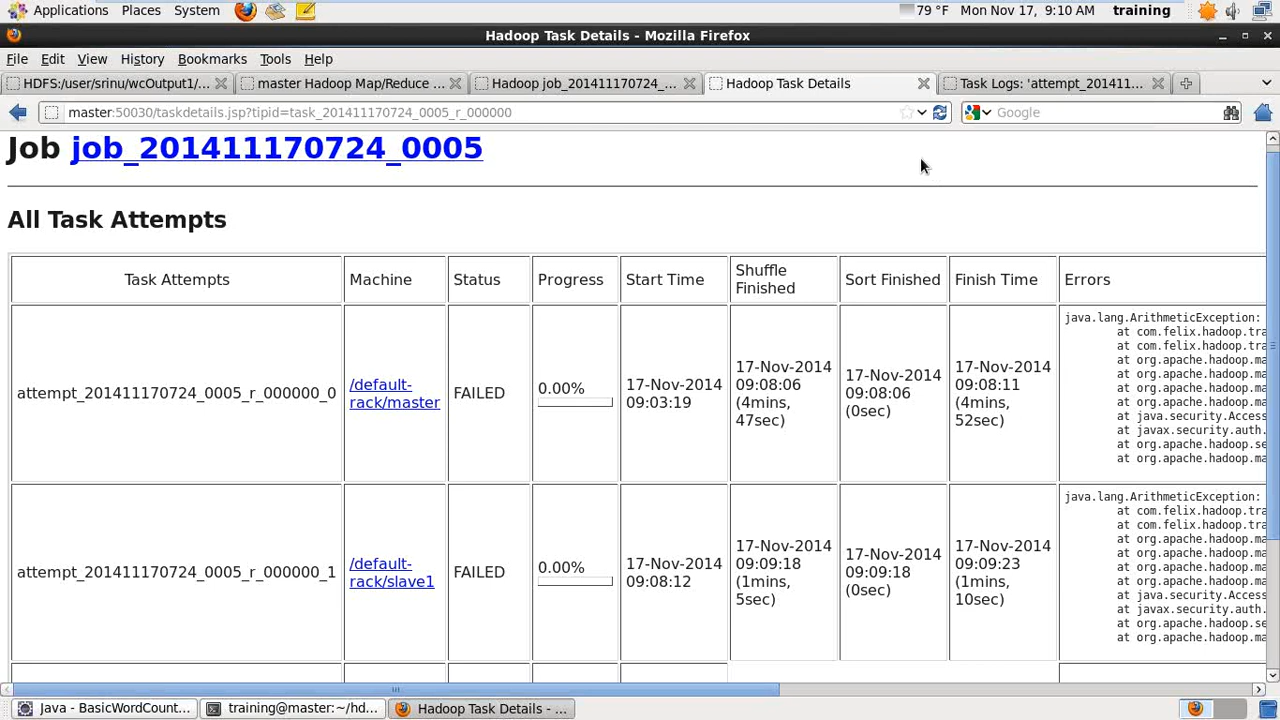 Applications Places System 79 °F Mon Nov 17, 9:10 AM training
Hadoop Task Details - Mozilla Firefox
File Edit View History Bookmarks Tools Help
HDFS:/user/srinu/wcOutput1/... master Hadoop Map/Reduce ... Hadoop job_201411170724_... Hadoop Task Details Task Logs: 'attempt_201411...
master:50030/taskdetails.jsp?tipid=task_201411170724_0005_r_000000 Google
Job job_201411170724_0005
All Task Attempts
Task Attempts Machine Status Progress Start Time Shuffle Finished Sort Finished Finish Time Errors
attempt_201411170724_0005_r_000000_0 /default-rack/master FAILED 0.00% 17-Nov-2014 09:03:19 17-Nov-2014 09:08:06 (4mins, 47sec) 17-Nov-2014 09:08:06 (0sec) 17-Nov-2014 09:08:11 (4mins, 52sec)
java.lang.ArithmeticException:
at com.felix.hadoop.tra
at com.felix.hadoop.tra
at org.apache.hadoop.ma
at org.apache.hadoop.ma
at org.apache.hadoop.ma
at org.apache.hadoop.ma
at java.security.Access
at javax.security.auth.
at org.apache.hadoop.se
at org.apache.hadoop.ma
attempt_201411170724_0005_r_000000_1 /default-rack/slave1 FAILED 0.00% 17-Nov-2014 09:08:12 17-Nov-2014 09:09:18 (1mins, 5sec) 17-Nov-2014 09:09:18 (0sec) 17-Nov-2014 09:09:23 (1mins, 10sec)
java.lang.ArithmeticException:
at com.felix.hadoop.tra
at com.felix.hadoop.tra
at org.apache.hadoop.ma
at org.apache.hadoop.ma
at org.apache.hadoop.ma
at org.apache.hadoop.ma
at java.security.Access
at javax.security.auth.
at org.apache.hadoop.se
at org.apache.hadoop.ma
Java - BasicWordCount... training@master:~/hd... Hadoop Task Details - ...